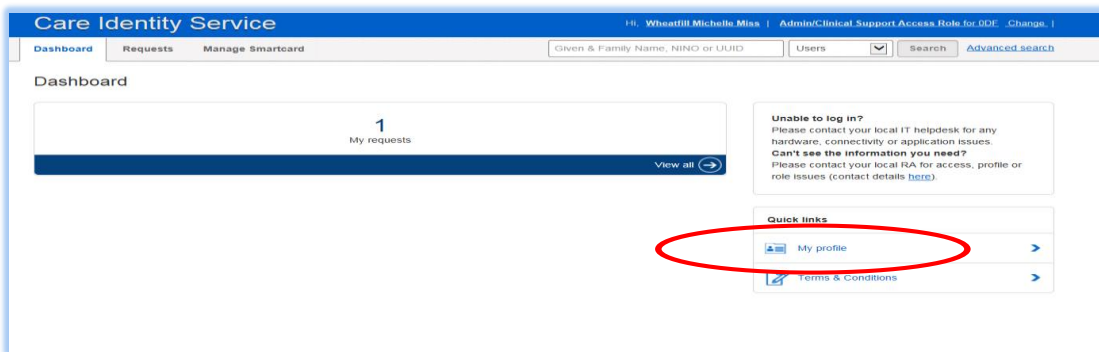 Care Identity Service
Hi, Wheatfill Michelle Miss | Admin/Clinical Support Access Role for 0DF Change |
Dashboard Requests Manage Smartcard Given & Family Name, NINO or UUID Users Search Advanced search
Dashboard
1
My requests
View all
Unable to log in?
Please contact your local IT helpdesk for any
hardware, connectivity or application issues.
Can't see the information you need?
Please contact your local RA for access, profile or
role issues (contact details here).
Quick links
My profile
Terms & Conditions